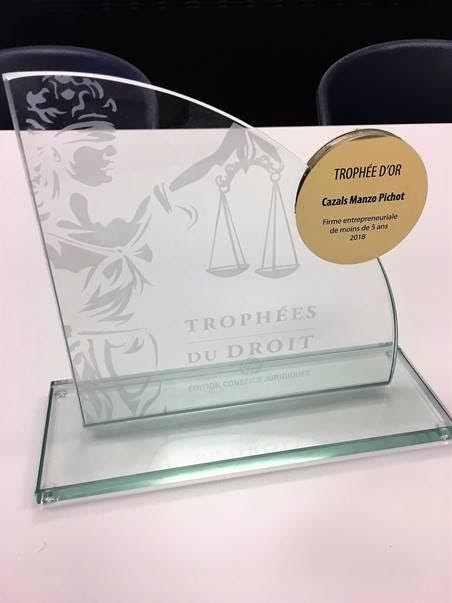 TROPHÉE D'OR
Cazals Manzo Pichot
Firme entrepreneuriale
de moins de 5 ans
2018
TROPHÉES
DU DROIT
ÉDITION CONSEILS JURIDIQUES